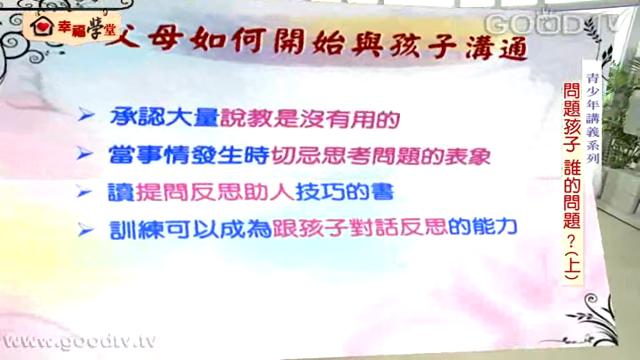 幸福學堂
GOODTV
父母如何開始與孩子溝通
承認大量說教是沒有用的
當事情發生時切忌思考問題的表象
讀提問反思助人技巧的書
訓練可以成為跟孩子對話反思的能力
青少年講義系列
問題孩子 誰的問題？(上)
www.goodtv.tv